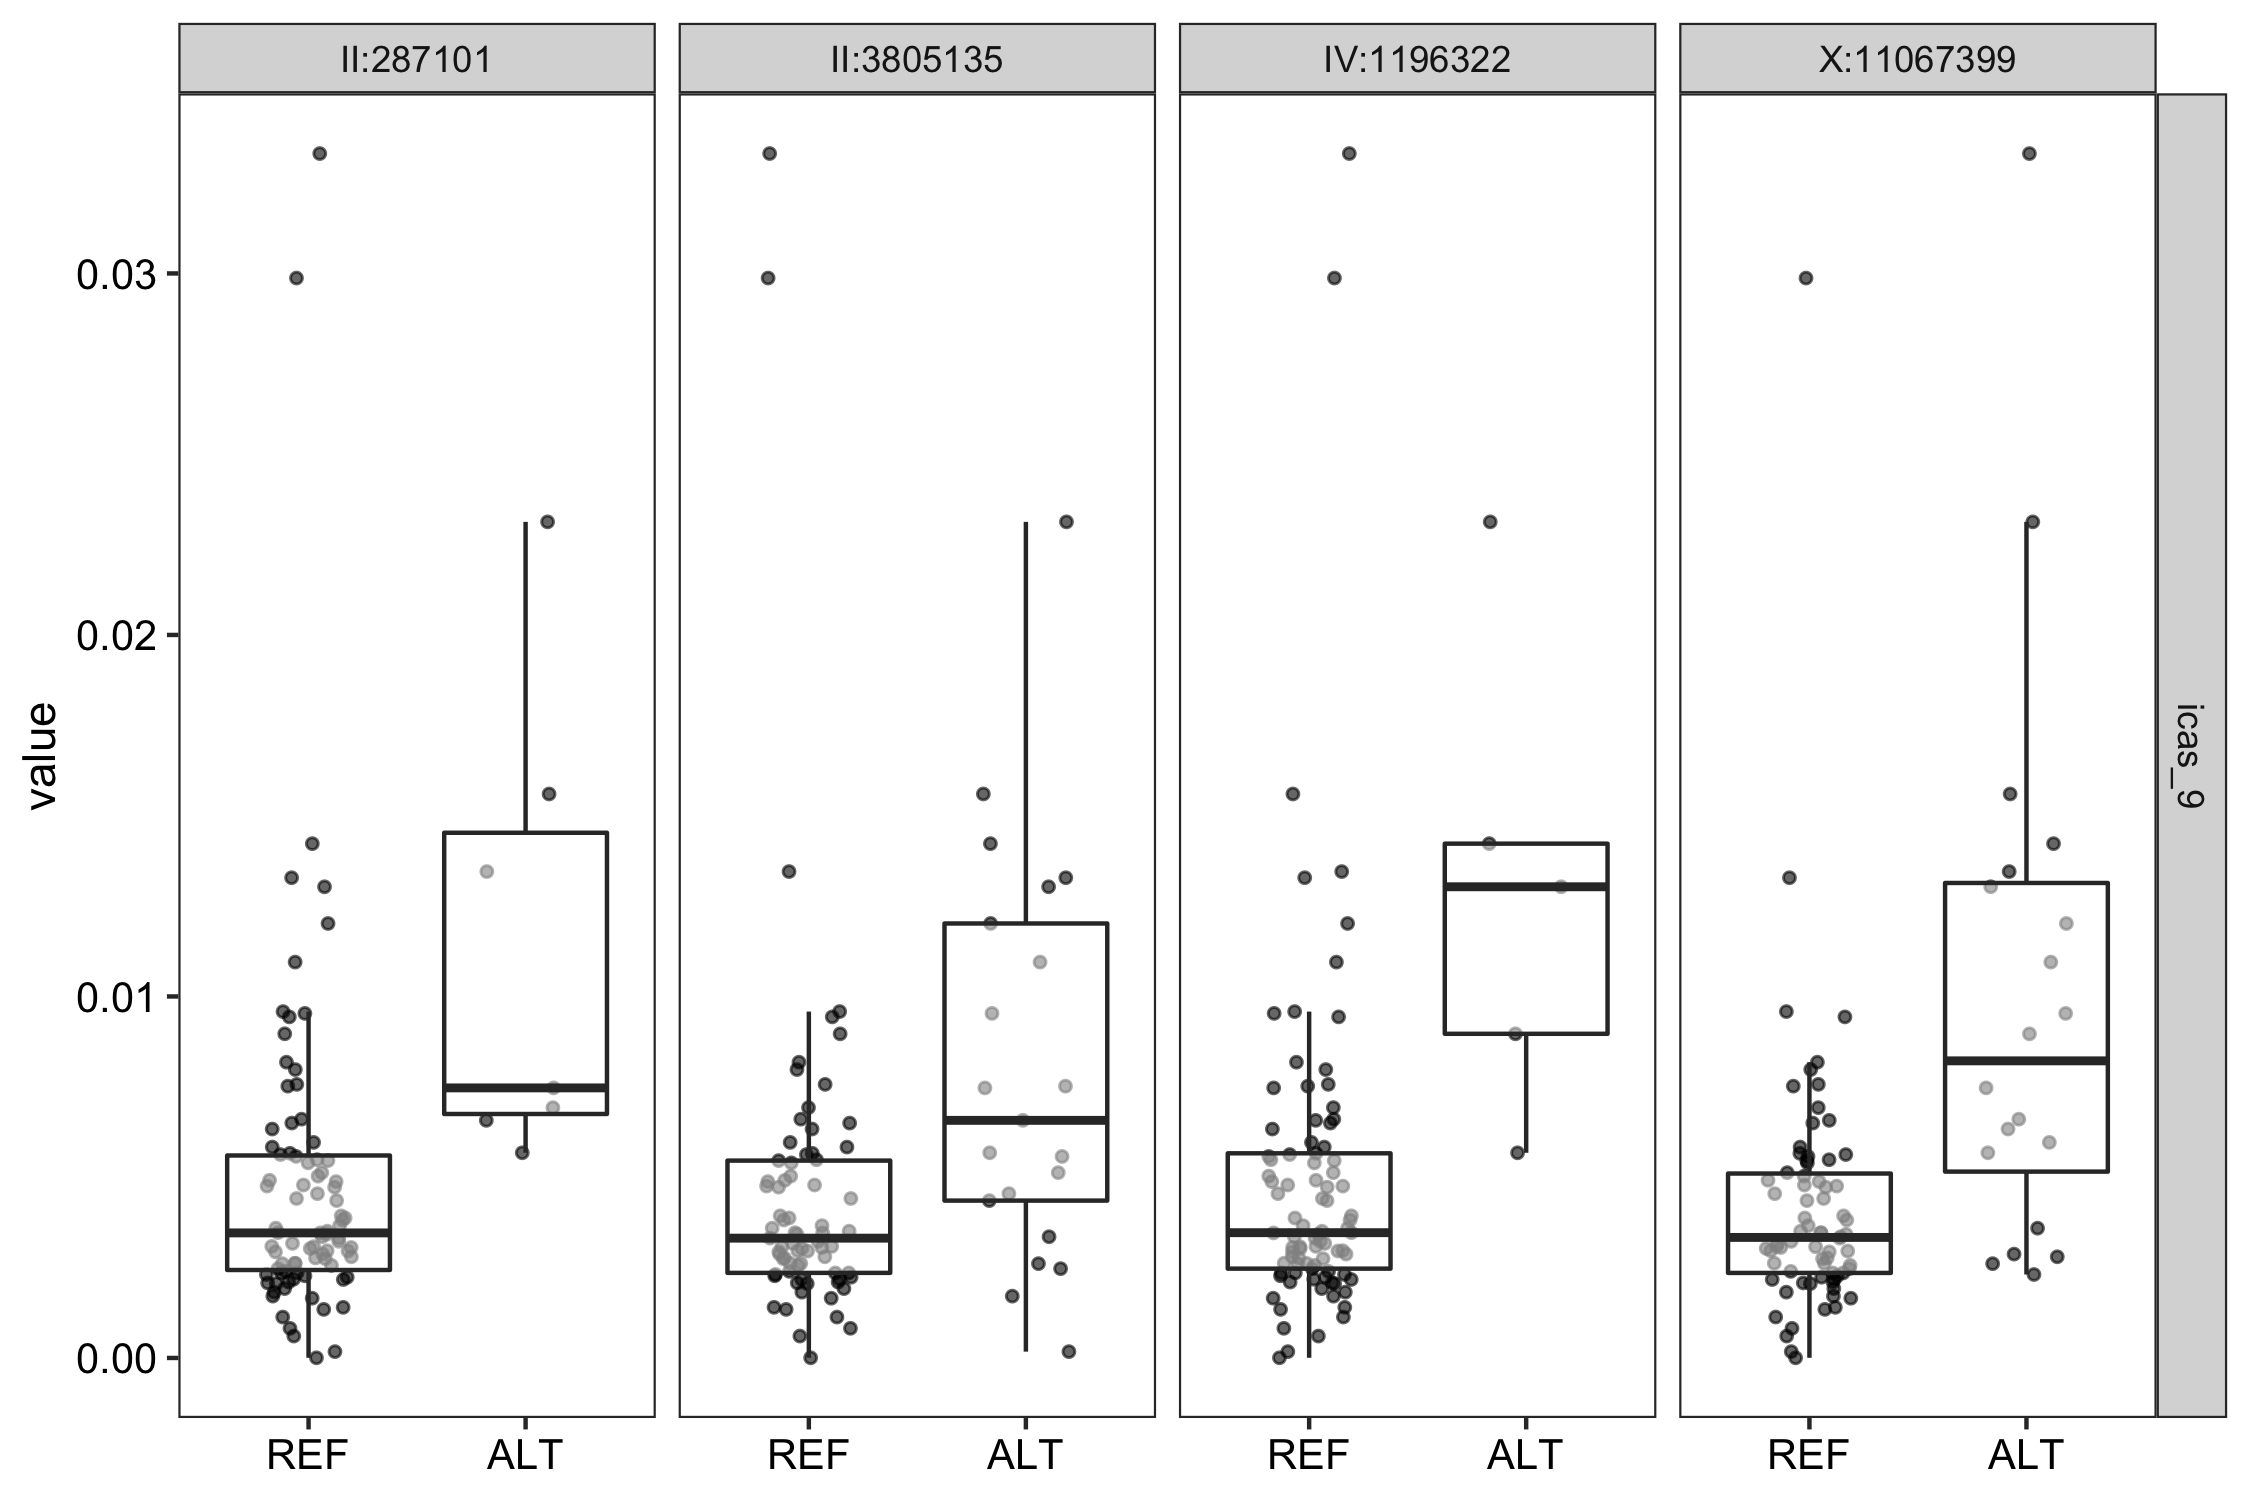 II:287101
II:3805135
IV:1196322
X:11067399
icas_9
value
0.03
0.02
0.01
0.00
REF
ALT
REF
ALT
REF
ALT
REF
ALT